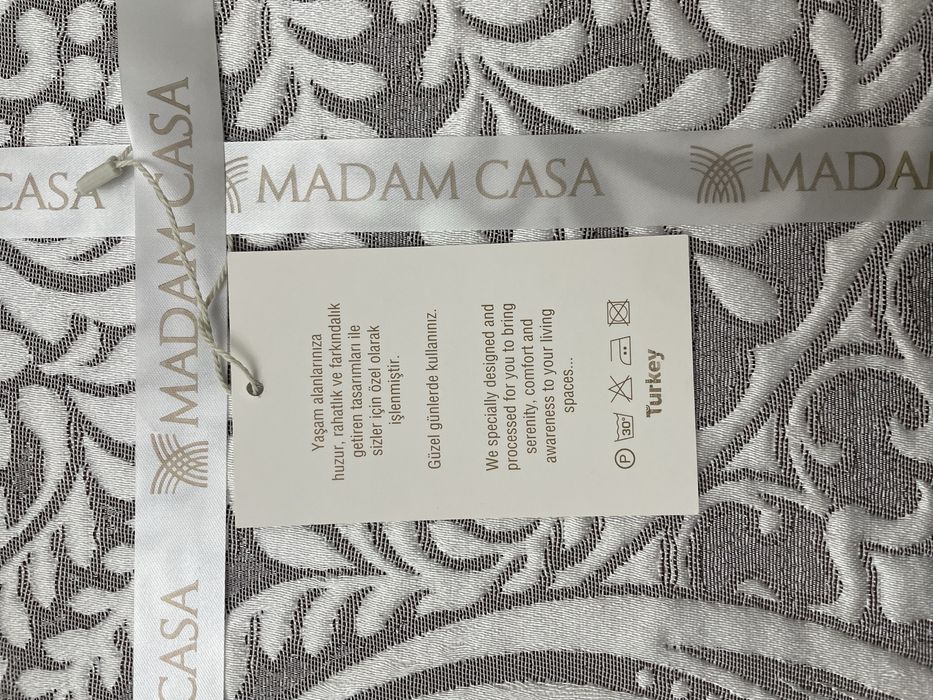 CASA
MADAM CASA
MADAM
MADAM CASA
CASA
Yaşam alanlarınıza
huzur, rahatlık ve farkındalık
getiren tasarımları ile
sizler için özel olarak
işlenmiştir.
Güzel günlerde kullanınız.
We specially designed and
processed for you to bring
serenity, comfort and
awareness to your living
spaces...
P 30°
Turkey